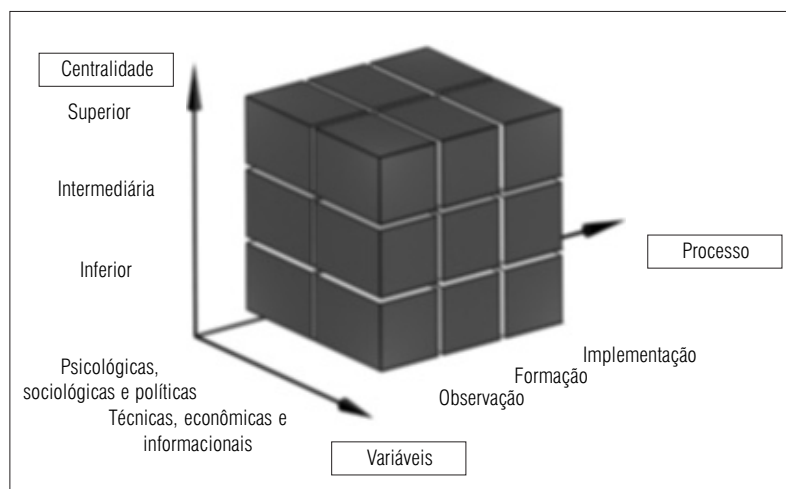 Centralidade
Superior
Intermediária
Inferior
Processo
Implementação
Formação
Observação
Psicológicas,
sociológicas e políticas
Técnicas, econômicas e
informacionais
Variáveis